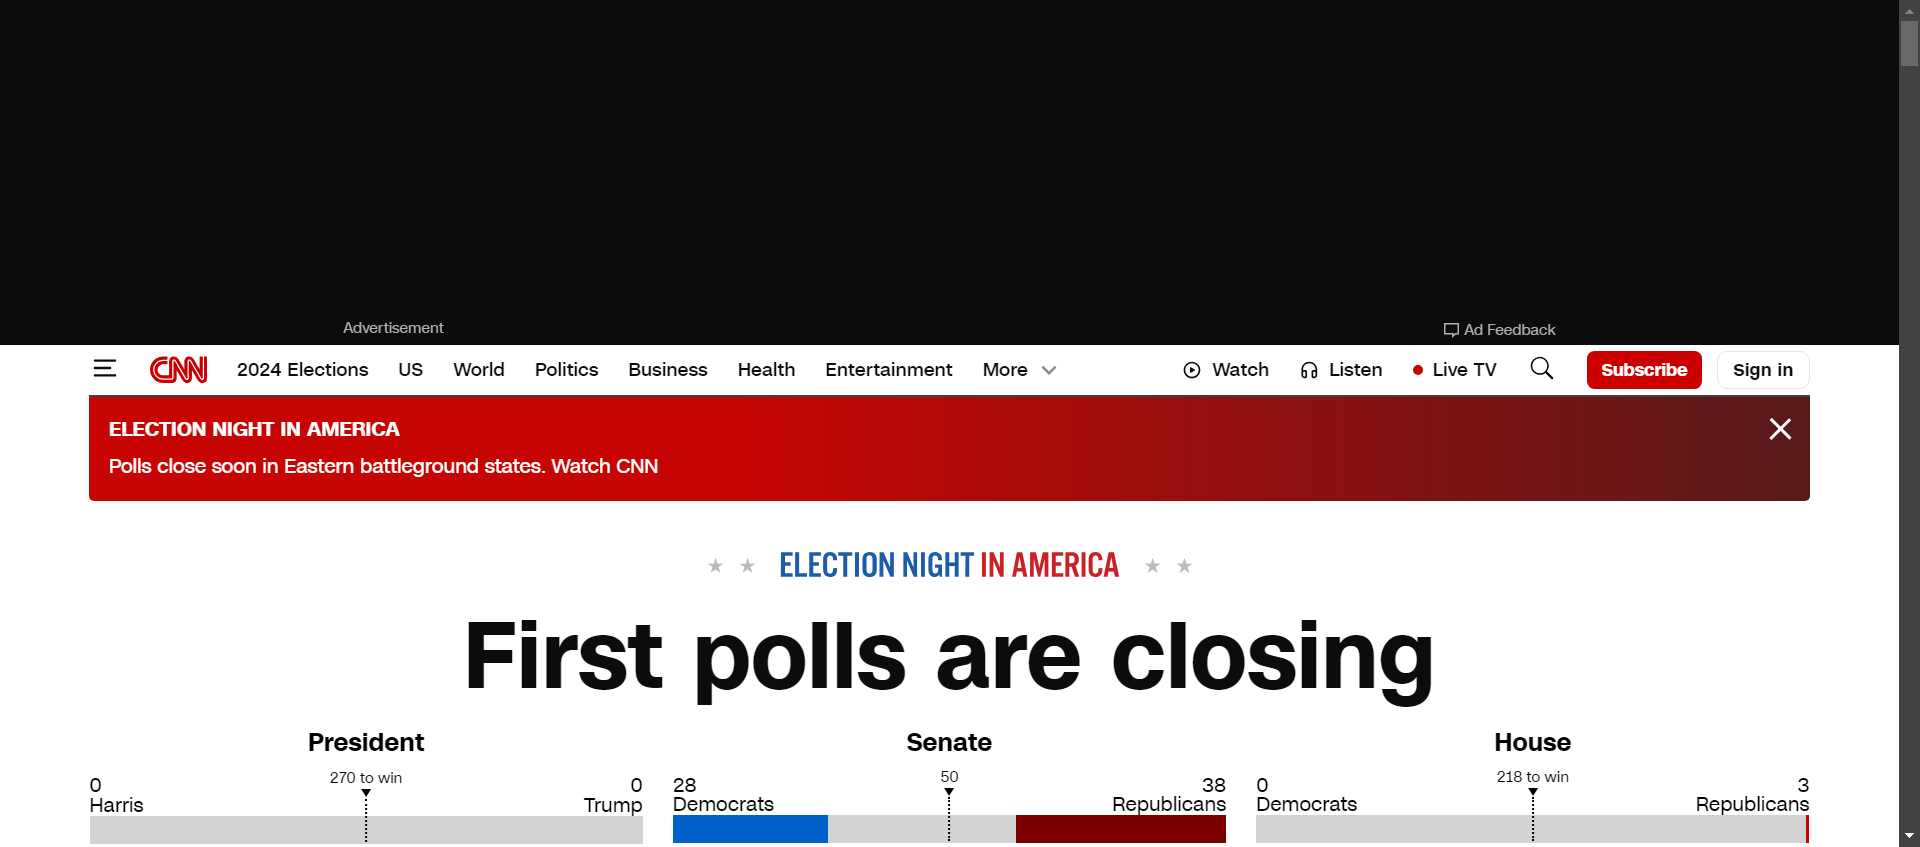 Advertisement
Ad Feedback
CNN 2024 Elections US World Politics Business Health Entertainment More Watch Listen Live TV Subscribe Sign in
ELECTION NIGHT IN AMERICA
Polls close soon in Eastern battleground states. Watch CNN
ELECTION NIGHT IN AMERICA
First polls are closing
President
270 to win
0 0
Harris Trump
Senate
50
28 38
Democrats Republicans
House
218 to win
0 3
Democrats Republicans